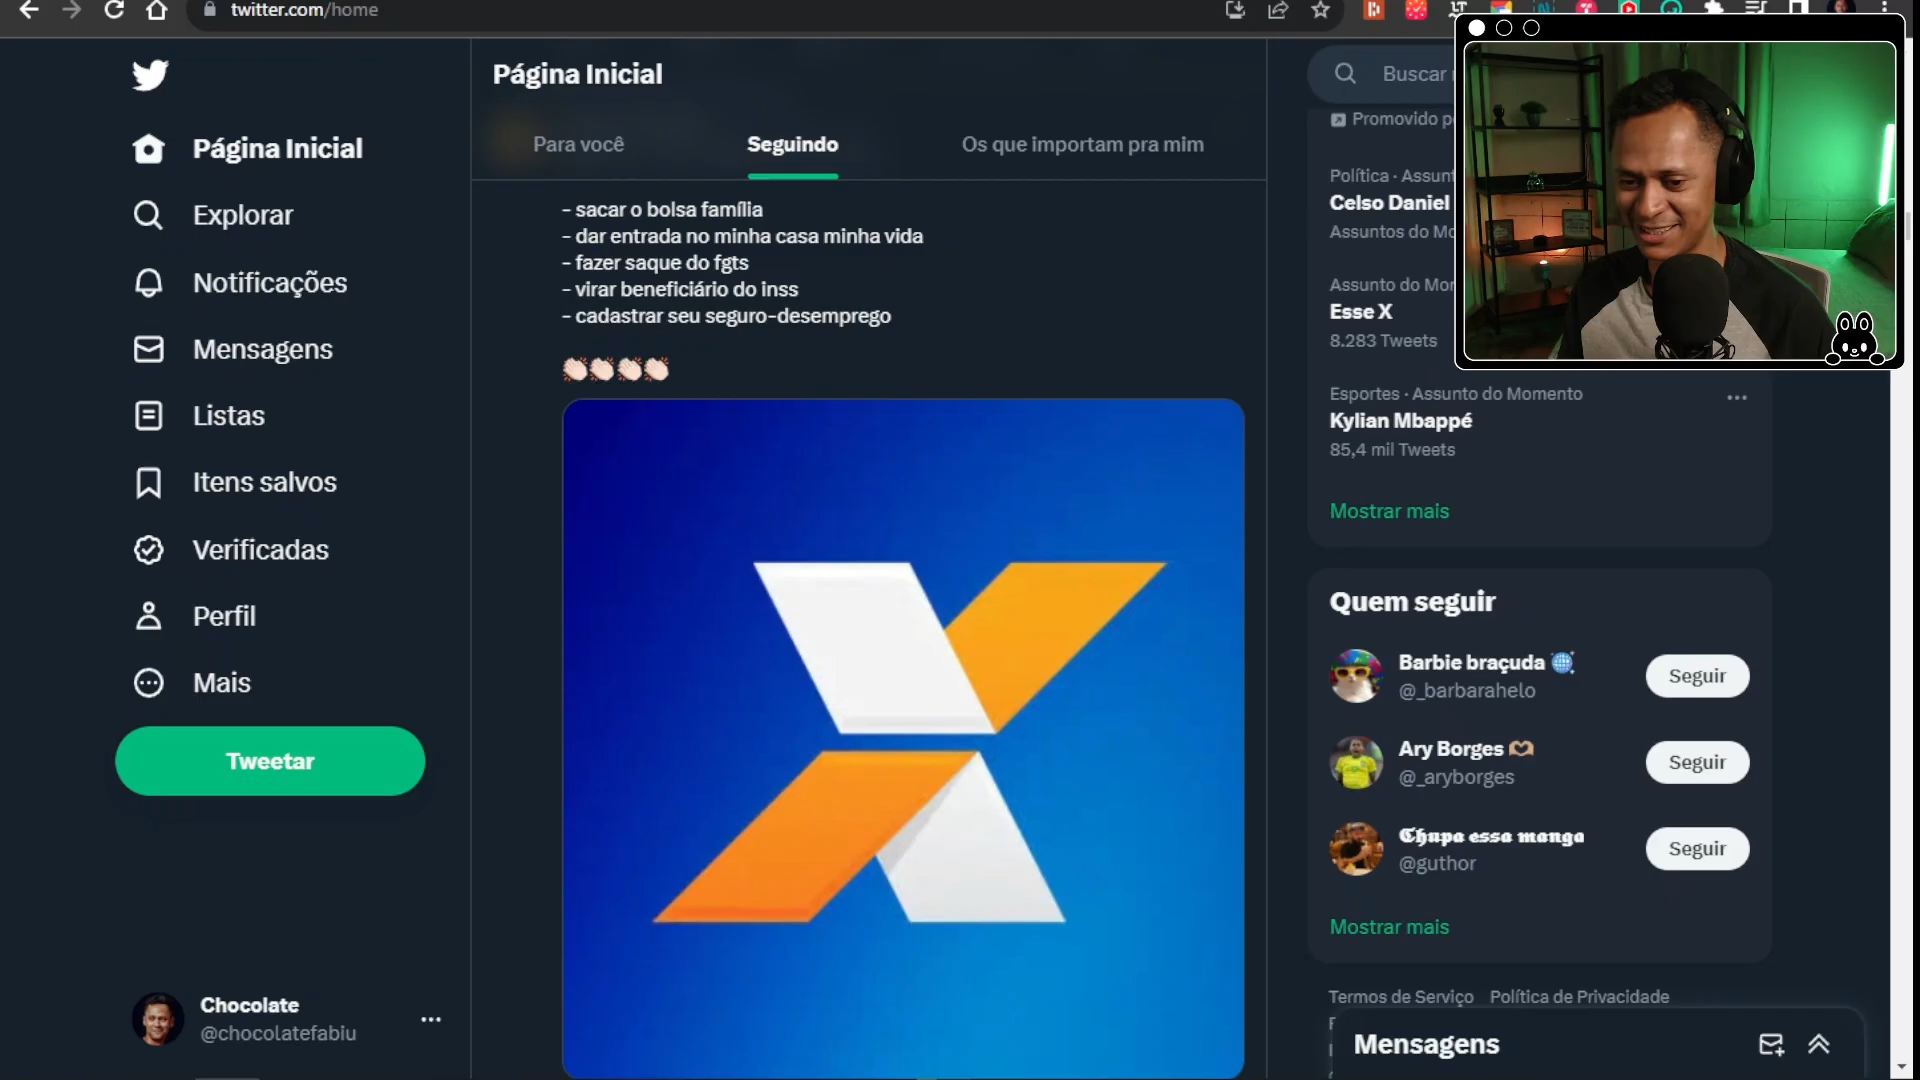 twitter.com/home
Página Inicial
Explorar
Notificações
Mensagens
Listas
Itens salvos
Verificadas
Perfil
Mais
Tweetar
Chocolate
@chocolatefabiu
Página Inicial
Para você
Seguindo
Os que importam pra mim
- sacar o bolsa família
- dar entrada no minha casa minha vida
- fazer saque do fgts
- virar beneficiário do inss
- cadastrar seu seguro-desemprego
👏🏻👏🏻👏🏻👏🏻
Buscar
Promovido
Política · Assun
Celso Daniel
Assuntos do Mo
Assunto do Mo
Esse X
8.283 Tweets
Esportes · Assunto do Momento
Kylian Mbappé
85,4 mil Tweets
Mostrar mais
Quem seguir
Barbie braçuda
@_barbarahelo
Seguir
Ary Borges
@_aryborges
Seguir
Chupa essa manga
@guthor
Seguir
Mostrar mais
Termos de Serviço Política de Privacidade
Mensagens